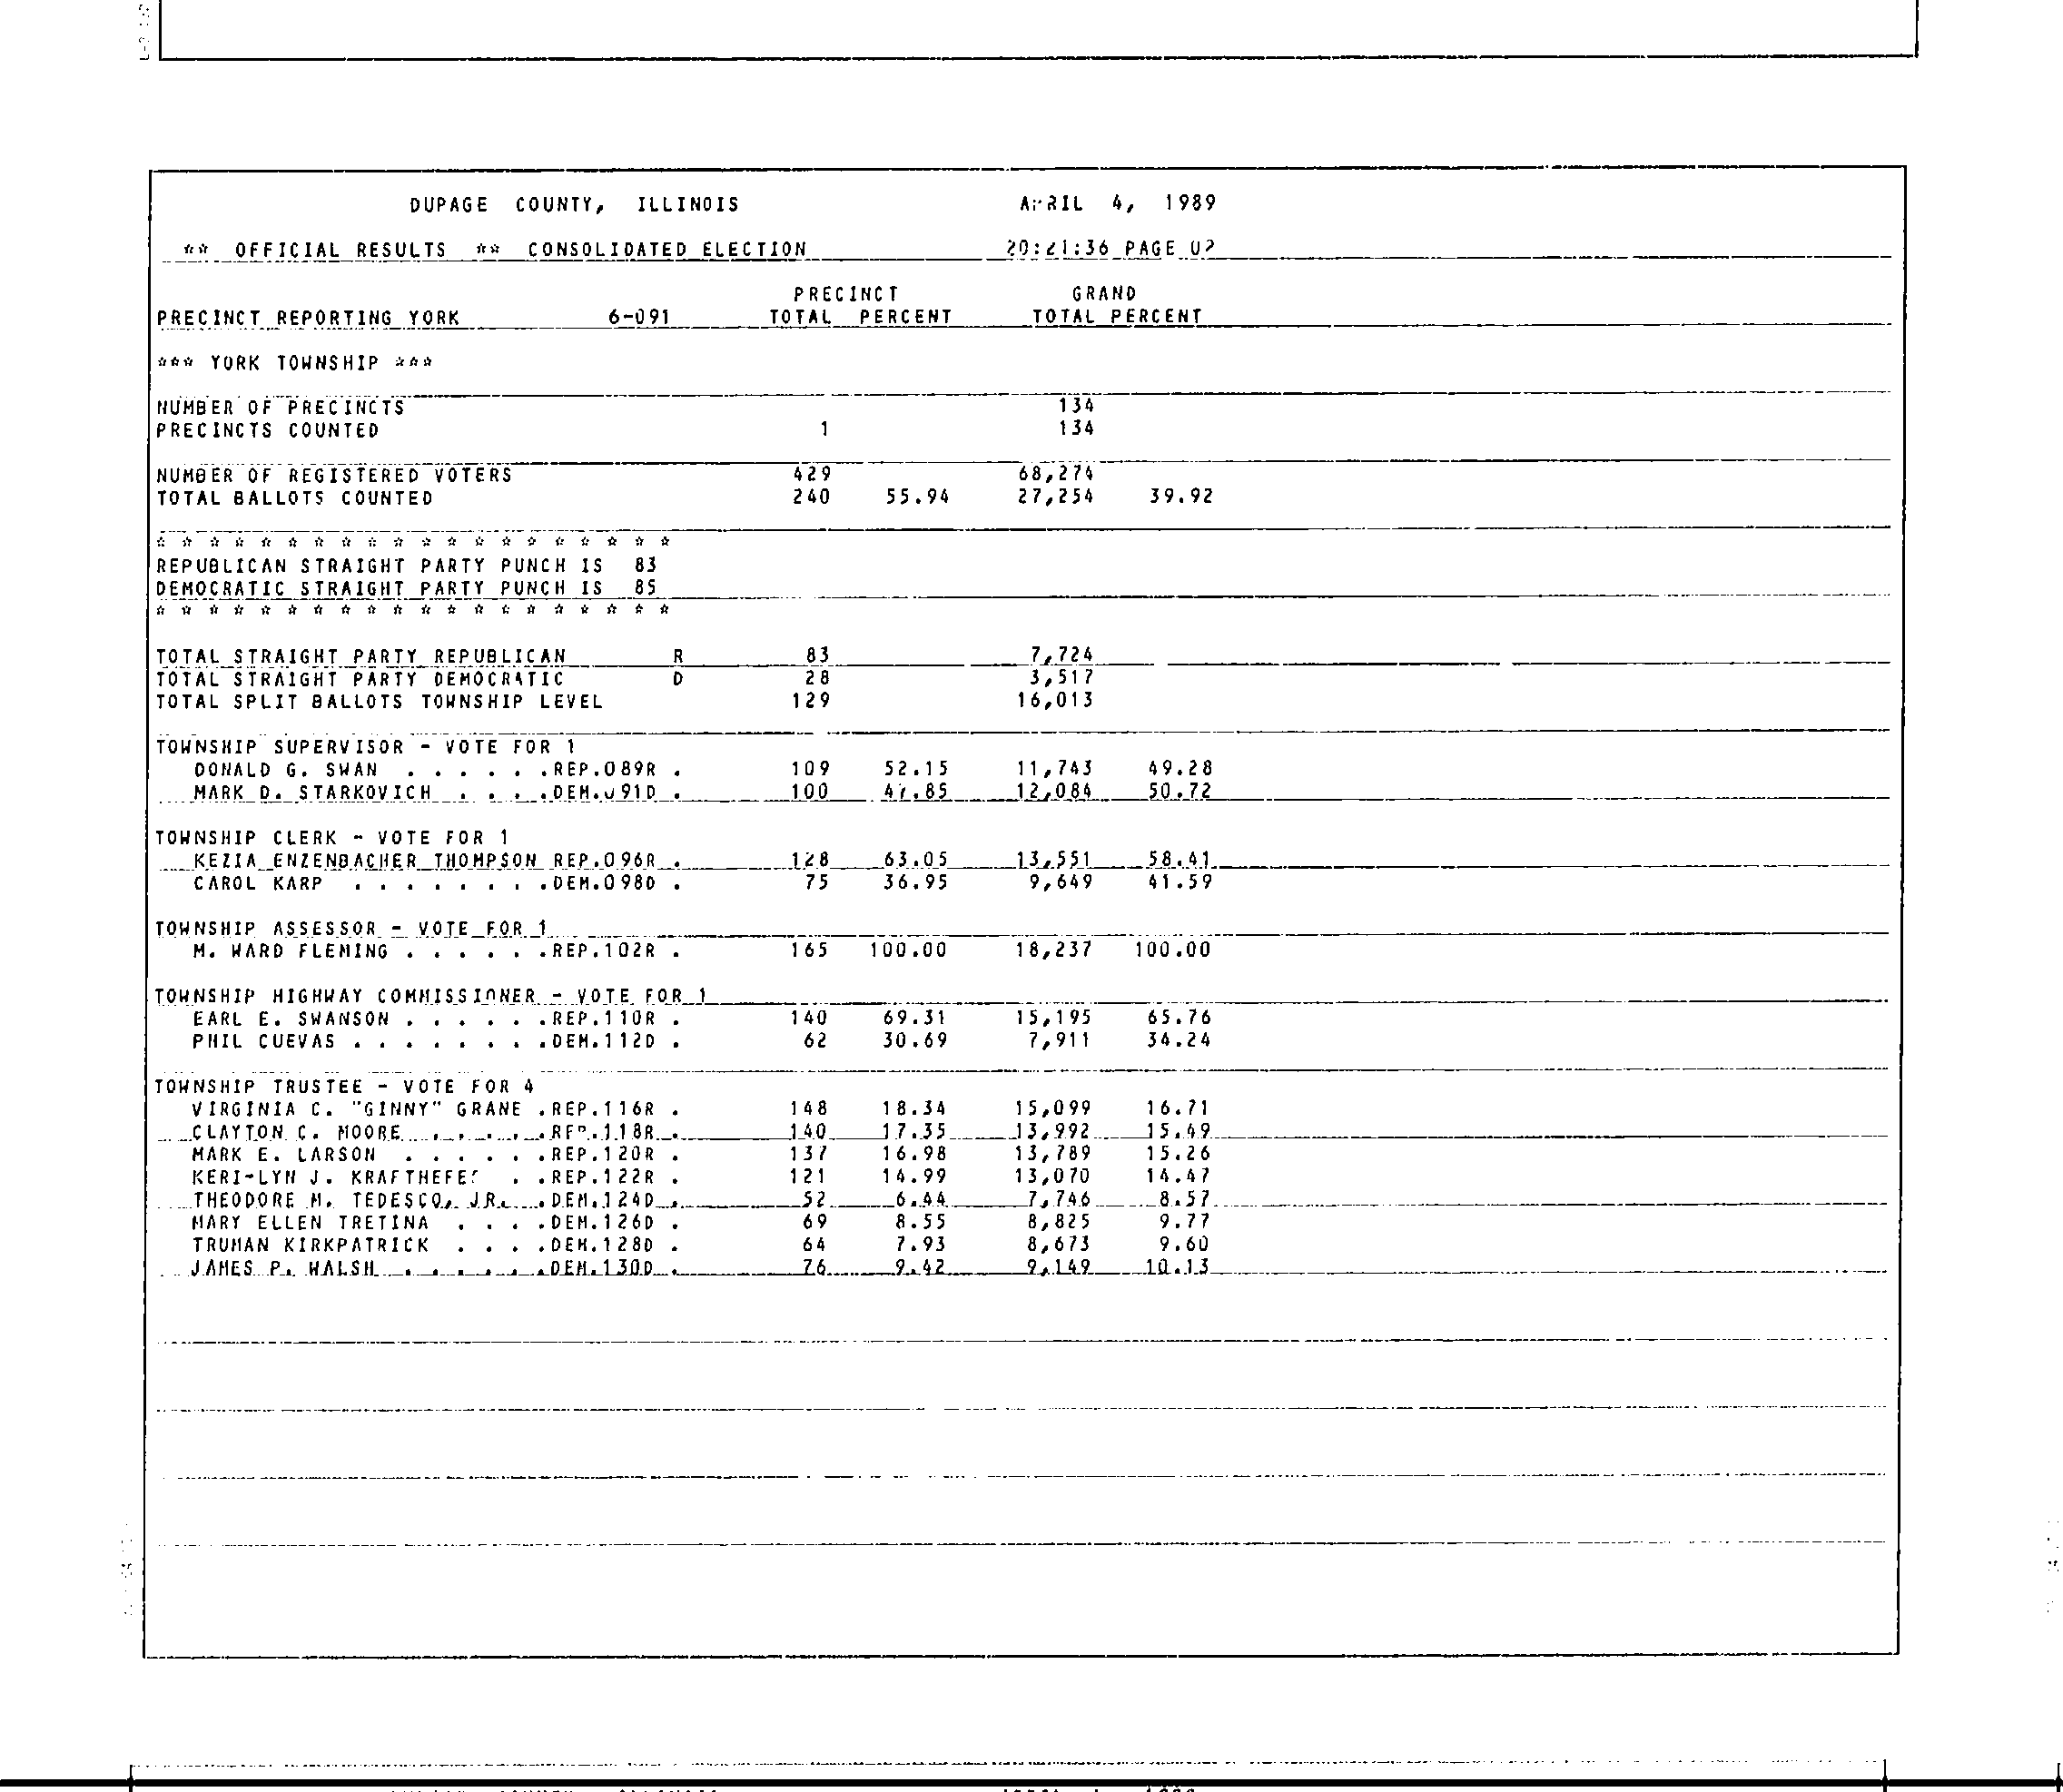 DUPAGE COUNTY, ILLINOIS APRIL 4, 1989
** OFFICIAL RESULTS ** CONSOLIDATED ELECTION 20:21:36 PAGE 02
PRECINCT GRAND
PRECINCT REPORTING YORK 6-091 TOTAL PERCENT TOTAL PERCENT
*** YORK TOWNSHIP ***
NUMBER OF PRECINCTS 134
PRECINCTS COUNTED 1 134
NUMBER OF REGISTERED VOTERS 429 68,274
TOTAL BALLOTS COUNTED 240 55.94 27,254 39.92
* * * * * * * * * * * * * * * * * * * *
REPUBLICAN STRAIGHT PARTY PUNCH IS 83
DEMOCRATIC STRAIGHT PARTY PUNCH IS 85
* * * * * * * * * * * * * * * * * * * *
TOTAL STRAIGHT PARTY REPUBLICAN R 83 7,724
TOTAL STRAIGHT PARTY DEMOCRATIC D 28 3,517
TOTAL SPLIT BALLOTS TOWNSHIP LEVEL 129 16,013
TOWNSHIP SUPERVISOR - VOTE FOR 1
DONALD G. SWAN . . . . . .REP.089R . 109 52.15 11,743 49.28
MARK D. STARKOVICH . . . .DEM.091D . 100 47.85 12,084 50.72
TOWNSHIP CLERK - VOTE FOR 1
KEZIA ENZENBACHER THOMPSON REP.096R . 128 63.05 13,551 58.41
CAROL KARP . . . . . . . .DEM.098D . 75 36.95 9,649 41.59
TOWNSHIP ASSESSOR - VOTE FOR 1
M. WARD FLEMING . . . . . .REP.102R . 165 100.00 18,237 100.00
TOWNSHIP HIGHWAY COMMISSIONER - VOTE FOR 1
EARL E. SWANSON . . . . . .REP.110R . 140 69.31 15,195 65.76
PHIL CUEVAS . . . . . . . .DEM.112D . 62 30.69 7,911 34.24
TOWNSHIP TRUSTEE - VOTE FOR 4
VIRGINIA C. "GINNY" GRANE .REP.116R . 148 18.34 15,099 16.71
CLAYTON C. MOORE . . . . . .REP.118R . 140 17.35 13,992 15.49
MARK E. LARSON . . . . . .REP.120R . 137 16.98 13,789 15.26
KERI-LYN J. KRAFTHEFER . .REP.122R . 121 14.99 13,070 14.47
THEODORE M. TEDESCO, JR. .DEM.124D . 52 6.44 7,746 8.57
MARY ELLEN TRETINA . . . .DEM.126D . 69 8.55 8,825 9.77
TRUMAN KIRKPATRICK . . . .DEM.128D . 64 7.93 8,673 9.60
JAMES P. WALSH . . . . . .DEM.130D . 76 9.42 9,149 10.13